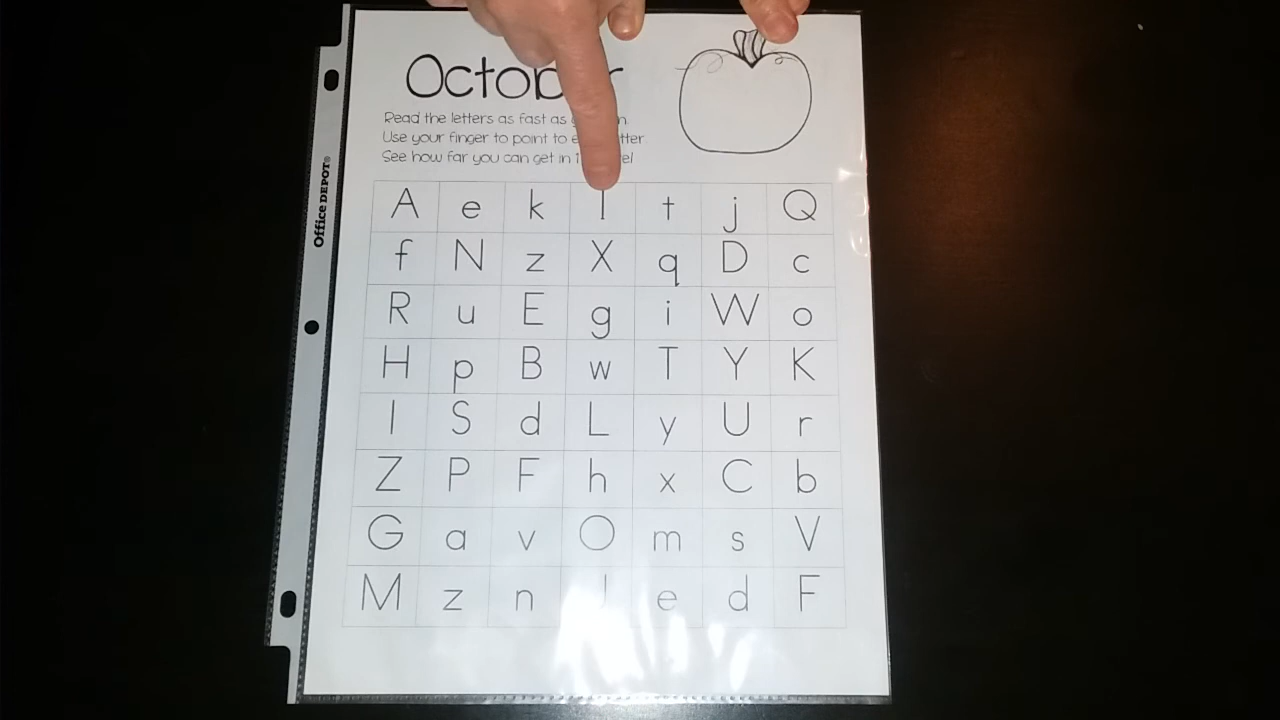 Office DEPOT®
Read the letters as fast as
Use your finger to point to
See how far you can get in
A e k l t j Q
f N z X q D c
R u E g i W o
H p B w T Y K
I S d L y U r
Z P F h x C b
G a v O m s V
M z n e d F